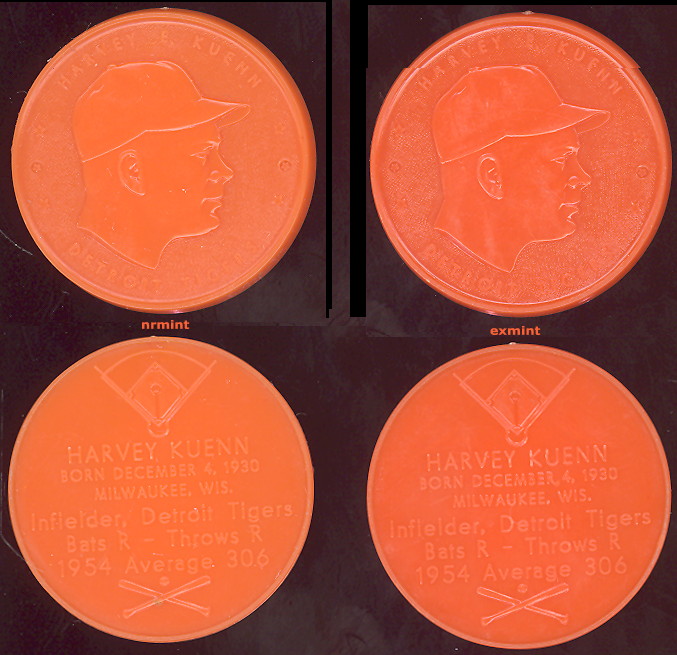 HARVEY E. KUENN
DETROIT
HARVEY E. KUENN
DETROIT
nrmint
exmint
HARVEY KUENN
BORN DECEMBER 4, 1930
MILWAUKEE, WIS.
Infielder, Detroit Tigers
Bats R - Throws R
1954 Average 306
HARVEY KUENN
BORN DECEMBER, 4, 1930
MILWAUKEE, WIS.
Infielder, Detroit Tigers
Bats R - Throws R
1954 Average 306